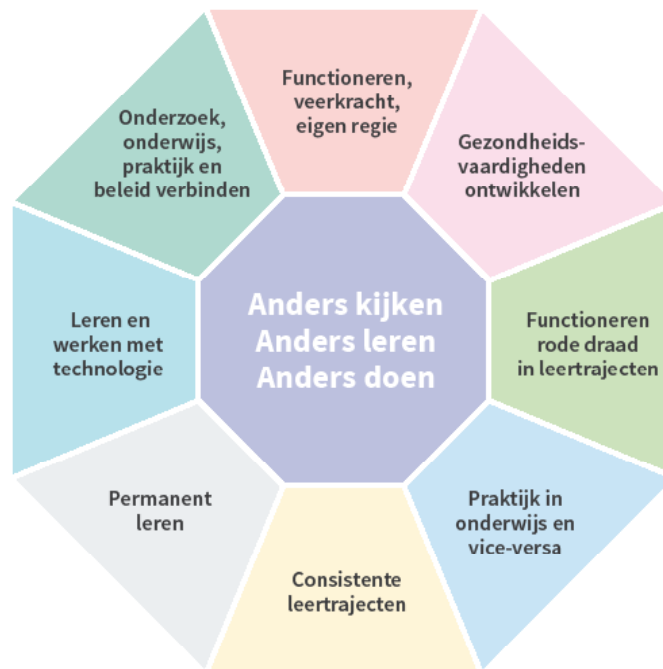 Functioneren,
veerkracht,
eigen regie
Gezondheids-
vaardigheden
ontwikkelen
Functioneren
rode draad
in leertrajecten
Praktijk in
onderwijs en
vice-versa
Consistente
leertrajecten
Permanent
leren
Leren en
werken met
technologie
Onderzoek,
onderwijs,
praktijk en
beleid verbinden
Anders kijken
Anders leren
Anders doen